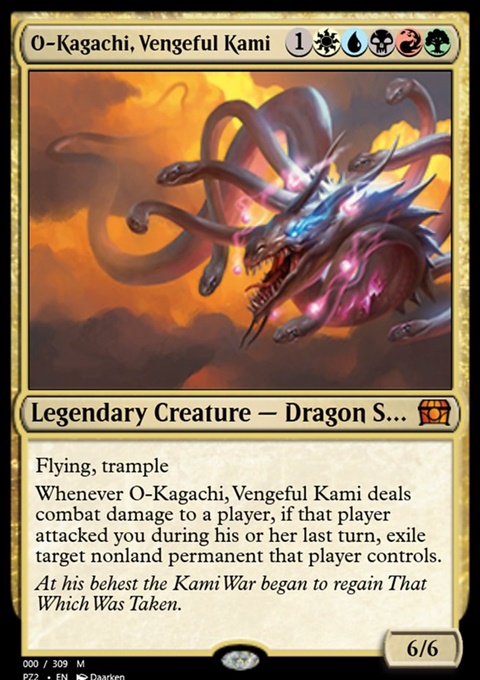 O-Kagachi, Vengeful Kami 1
Legendary Creature — Dragon S...
Flying, trample
Whenever O-Kagachi, Vengeful Kami deals
combat damage to a player, if that player
attacked you during his or her last turn, exile
target nonland permanent that player controls.
At his behest the Kami War began to regain That
Which Was Taken.
6/6
000 / 309 M
PZ2 • EN Daarken